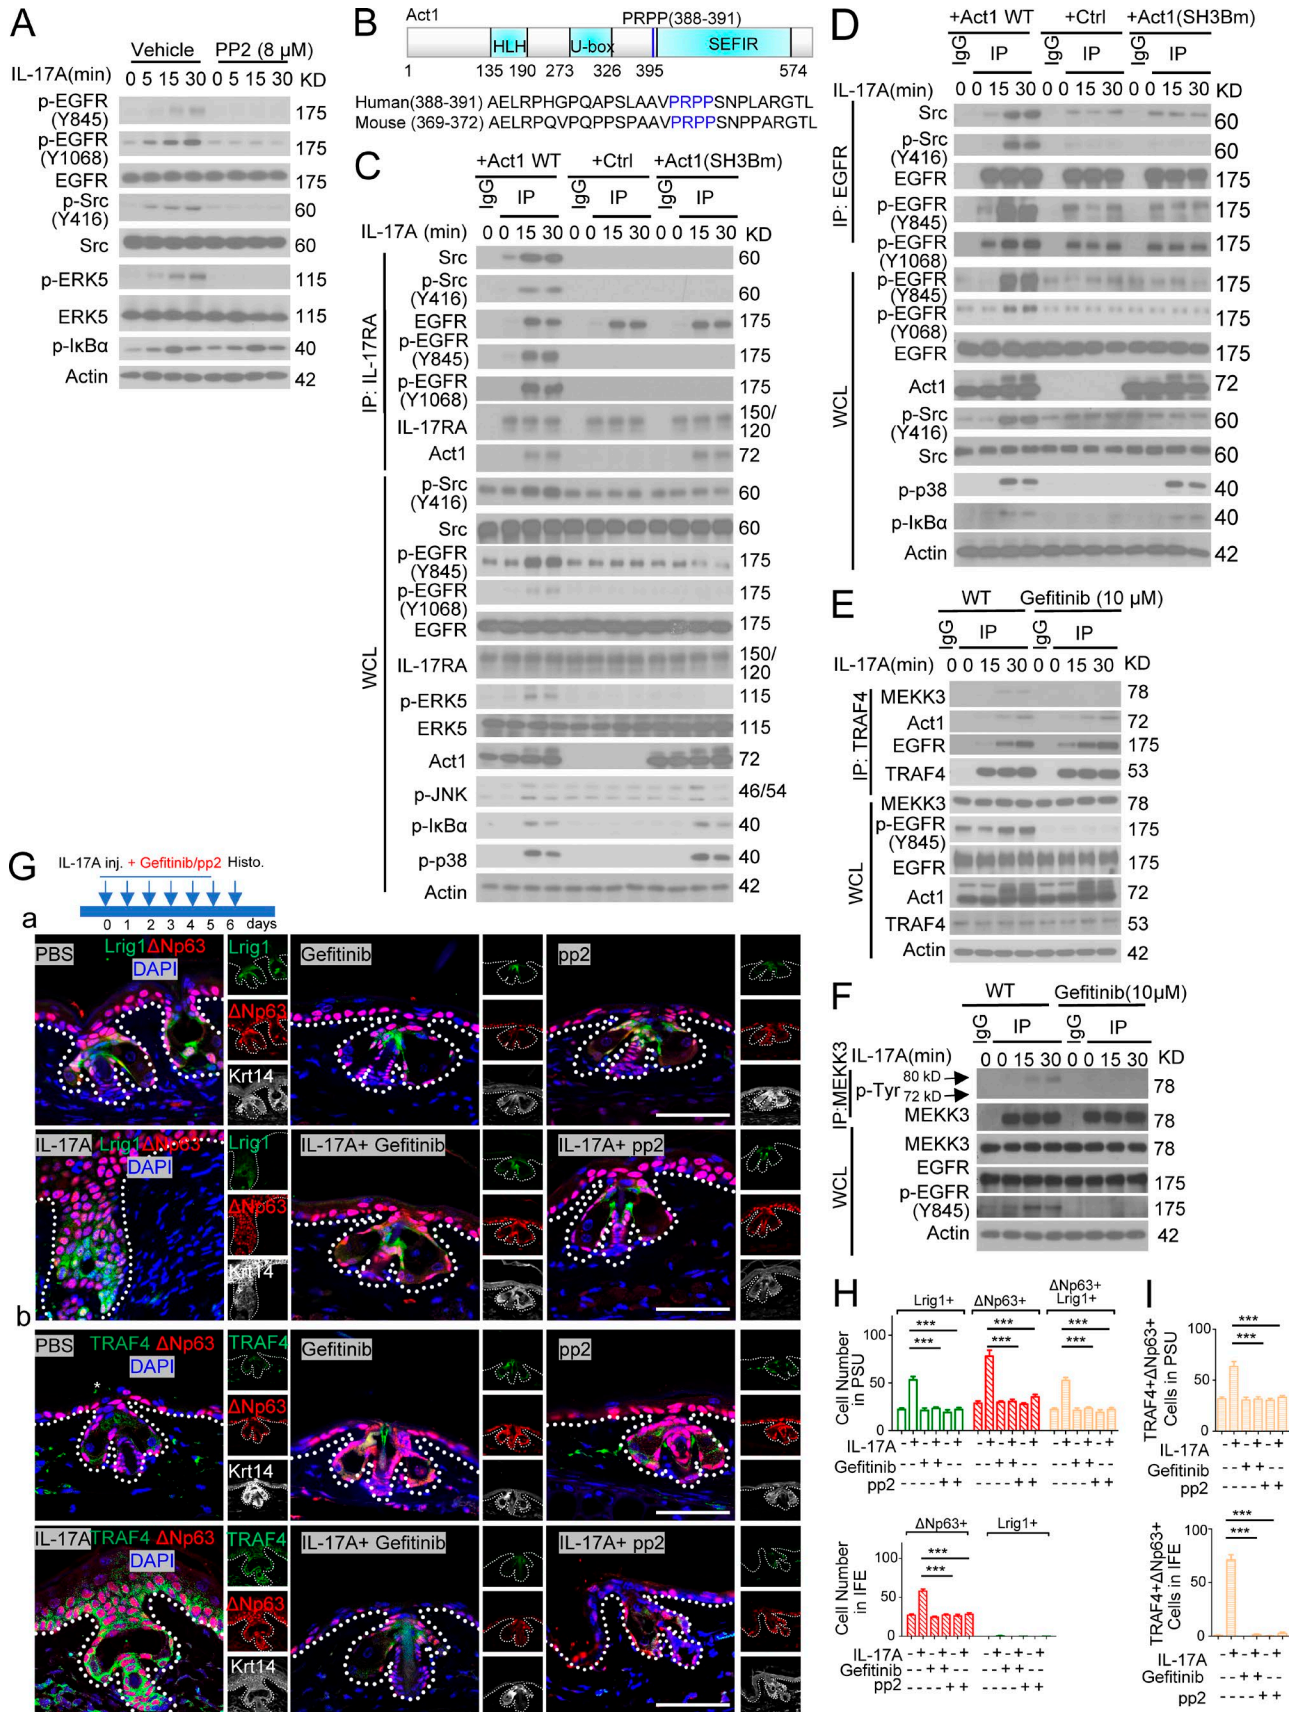 A
Vehicle PP2 (8 µM)
IL-17A(min) 0 5 15 30 0 5 15 30 KD
p-EGFR (Y845) 175
p-EGFR (Y1068) 175
EGFR 175
p-Src (Y416) 60
Src 60
p-ERK5 115
ERK5 115
p-IκBα 40
Actin 42
B
Act1 PRPP(388-391)
HLH U-box SEFIR
1 135 190 273 326 395 574
Human(388-391) AELRPHGPQAPSLAAVPRPPSNPLARGTL
Mouse (369-372) AELRPQVPQPPSPAAVPRPPSNPPARGTL
C
+Act1 WT +Ctrl +Act1(SH3Bm)
IgG IP IgG IP IgG IP
IL-17A (min) 0 0 15 30 0 0 15 30 0 0 15 30 KD
IP: IL-17RA
Src 60
p-Src (Y416) 60
EGFR 175
p-EGFR (Y845) 175
p-EGFR (Y1068) 175
IL-17RA 150/120
Act1 72
WCL
p-Src (Y416) 60
Src 60
p-EGFR (Y845) 175
p-EGFR (Y1068)
EGFR 175
IL-17RA 150/120
p-ERK5 115
ERK5 115
Act1 72
p-JNK 46/54
p-IκBα 40
p-p38 40
Actin 42
D
+Act1 WT +Ctrl +Act1(SH3Bm)
IgG IP IgG IP IgG IP
IL-17A(min) 0 0 15 30 0 0 15 30 0 0 15 30 KD
IP: EGFR
Src 60
p-Src (Y416) 60
EGFR 175
p-EGFR (Y845) 175
p-EGFR (Y1068) 175
WCL
p-EGFR (Y845) 175
p-EGFR (Y068)
EGFR 175
Act1 72
p-Src (Y416) 60
Src 60
p-p38 40
p-IκBα 40
Actin 42
E
WT Gefitinib (10 µM)
IgG IP IgG IP
IL-17A(min) 0 0 15 30 0 0 15 30 KD
IP: TRAF4
MEKK3 78
Act1 72
EGFR 175
TRAF4 53
WCL
MEKK3 78
p-EGFR (Y845) 175
EGFR 175
Act1 72
TRAF4 53
Actin 42
F
WT Gefitinib(10µM)
IgG IP IgG IP
IL-17A(min) 0 0 15 30 0 0 15 30 KD
IP:MEKK3
p-Tyr 80 kD 72 kD 78
MEKK3 78
WCL
MEKK3 78
EGFR 175
p-EGFR (Y845) 175
Actin 42
G
IL-17A inj. + Gefitinib/pp2 Histo.
0 1 2 3 4 5 6 days
a
PBS Lrig1 ΔNp63 DAPI
Lrig1
ΔNp63
Krt14
Gefitinib
pp2
IL-17A Lrig1 ΔNp63 DAPI
Lrig1
ΔNp63
Krt14
IL-17A+ Gefitinib
IL-17A+ pp2
b
PBS TRAF4 ΔNp63 DAPI
*
TRAF4
ΔNp63
Krt14
Gefitinib
pp2
IL-17A TRAF4 ΔNp63 DAPI
TRAF4
ΔNp63
Krt14
IL-17A+ Gefitinib
IL-17A+ pp2
H
Lrig1+ ΔNp63+ ΔNp63+ Lrig1+
*** *** ***
*** *** ***
Cell Number in PSU
100
50
0
IL-17A - + - + - + - + - + - + - + - + - +
Gefitinib - - + + - - - - + + - - - - + + - -
pp2 - - - - + + - - - - + + - - - - + +
ΔNp63+ Lrig1+
***
***
Cell Number in IFE
100
50
0
IL-17A - + - + - + - + - + - +
Gefitinib - - + + - - - - + + - -
pp2 - - - - + + - - - - + +
I
***
***
TRAF4+ΔNp63+ Cells in PSU
100
50
0
IL-17A - + - + - +
Gefitinib - - + + - -
pp2 - - - - + +
***
***
TRAF4+ΔNp63+ Cells in IFE
100
50
0
IL-17A - + - + - +
Gefitinib - - + + - -
pp2 - - - - + +